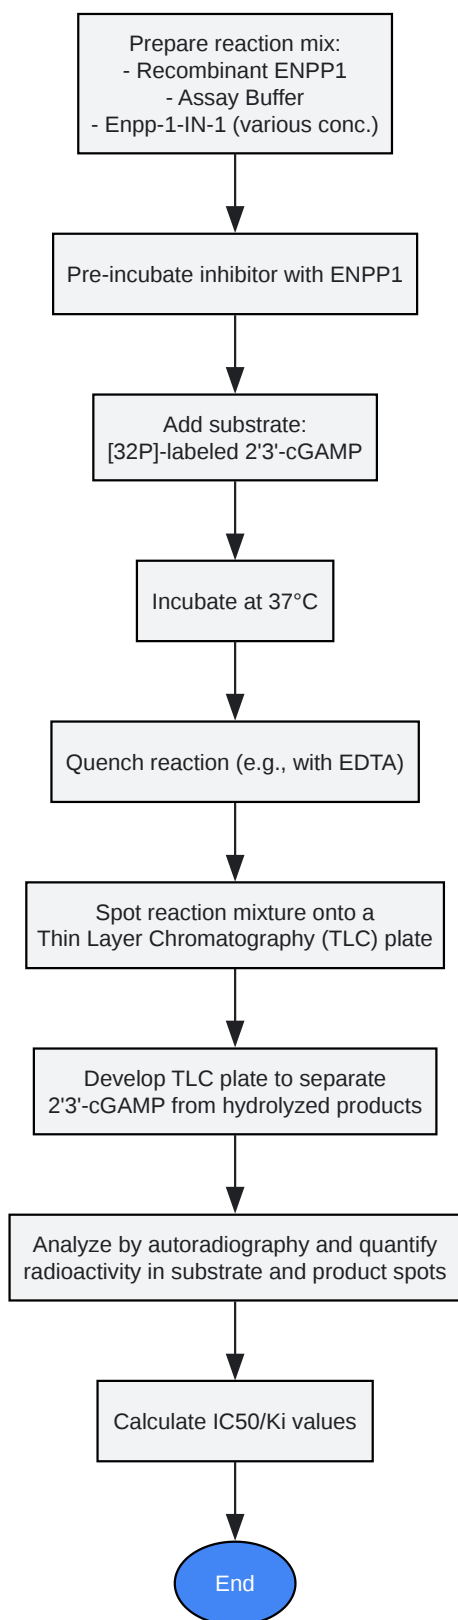 Prepare reaction mix:
- Recombinant ENPP1
- Assay Buffer
- Enpp-1-IN-1 (various conc.)
Pre-incubate inhibitor with ENPP1
Add substrate:
[32P]-labeled 2'3'-cGAMP
Incubate at 37°C
Quench reaction (e.g., with EDTA)
Spot reaction mixture onto a
Thin Layer Chromatography (TLC) plate
Develop TLC plate to separate
2'3'-cGAMP from hydrolyzed products
Analyze by autoradiography and quantify
radioactivity in substrate and product spots
Calculate IC50/Ki values
End